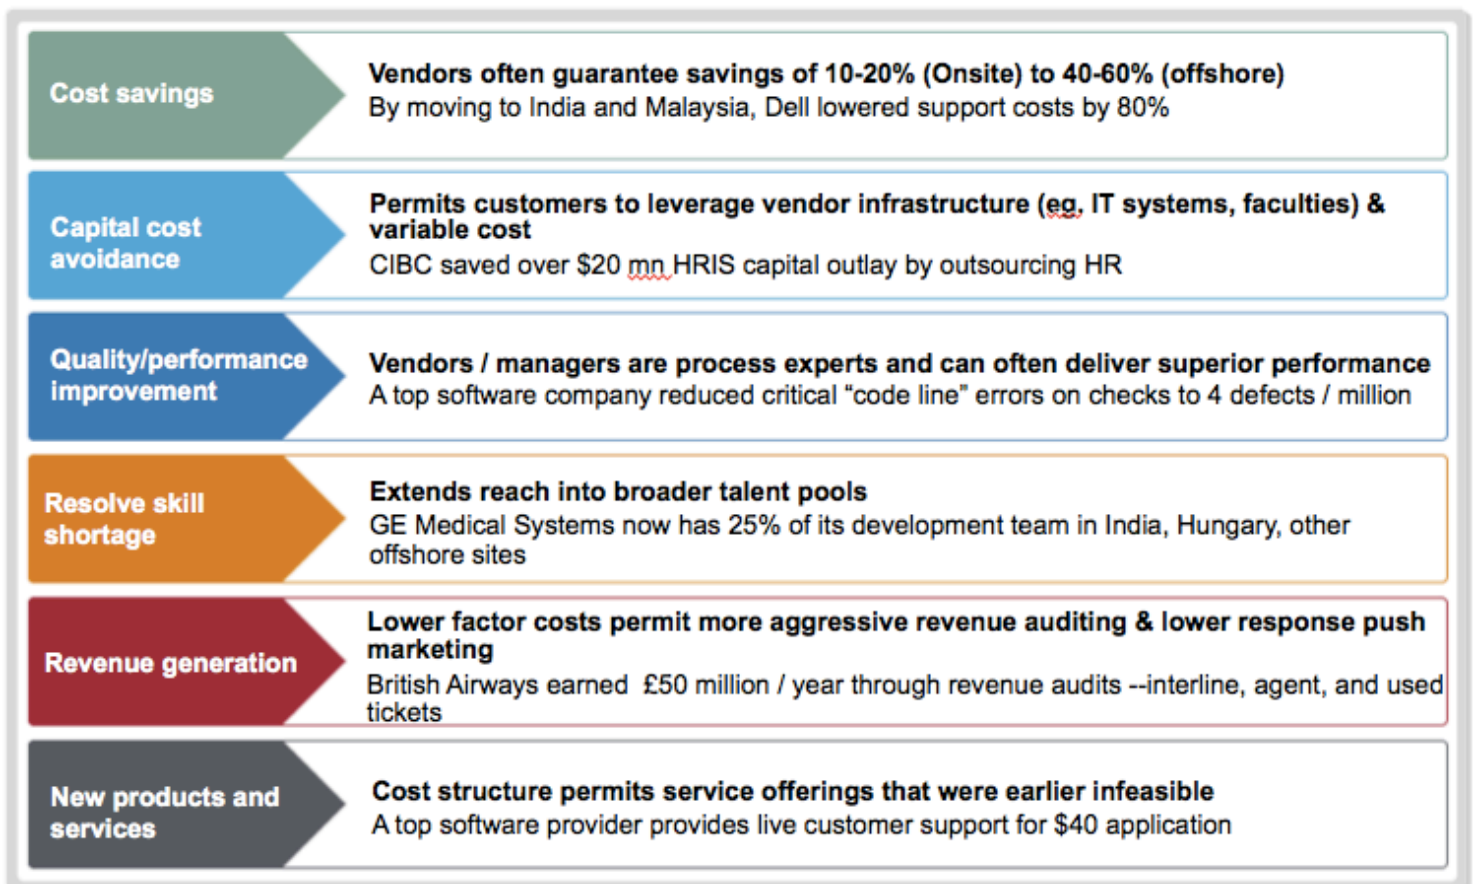 Cost savings
Vendors often guarantee savings of 10-20% (Onsite) to 40-60% (offshore)
By moving to India and Malaysia, Dell lowered support costs by 80%
Capital cost
avoidance
Permits customers to leverage vendor infrastructure (eg. IT systems, faculties) &
variable cost
CIBC saved over $20 mn HRIS capital outlay by outsourcing HR
Quality/performance
improvement
Vendors / managers are process experts and can often deliver superior performance
A top software company reduced critical “code line” errors on checks to 4 defects / million
Resolve skill
shortage
Extends reach into broader talent pools
GE Medical Systems now has 25% of its development team in India, Hungary, other
offshore sites
Revenue generation
Lower factor costs permit more aggressive revenue auditing & lower response push
marketing
British Airways earned  £50 million / year through revenue audits --interline, agent, and used
tickets
New products and
services
Cost structure permits service offerings that were earlier infeasible
A top software provider provides live customer support for $40 application